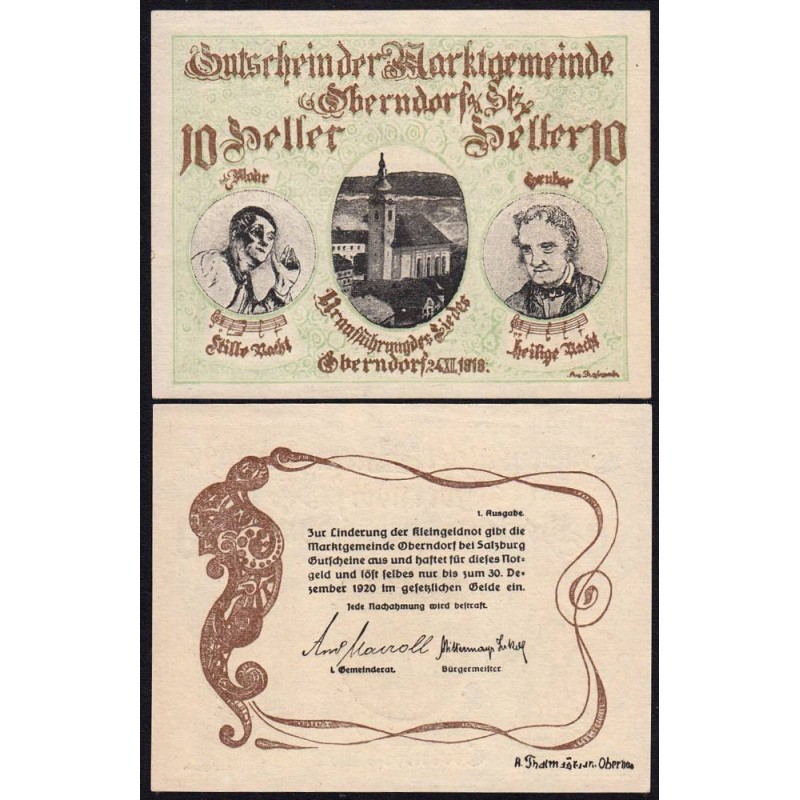 Gutschein der Marktgemeinde
Oberndorf a/Slz.
10 Heller Heller 10
Mohr
Gruber
Stille Nacht
Heilige Nacht
Uraufführung des Liedes
Oberndorf, 24.XII.1818.
1. Ausgabe.
Zur Linderung der Kleingeldnot gibt die
Marktgemeinde Oberndorf bei Salzburg
Gutscheine aus und haftet für dieses Not-
geld und löst selbes nur bis zum 30. De-
zember 1920 im gesetzlichen Gelde ein.
Jede Nachahmung wird bestraft.
1. Gemeinderat. Bürgermeister.